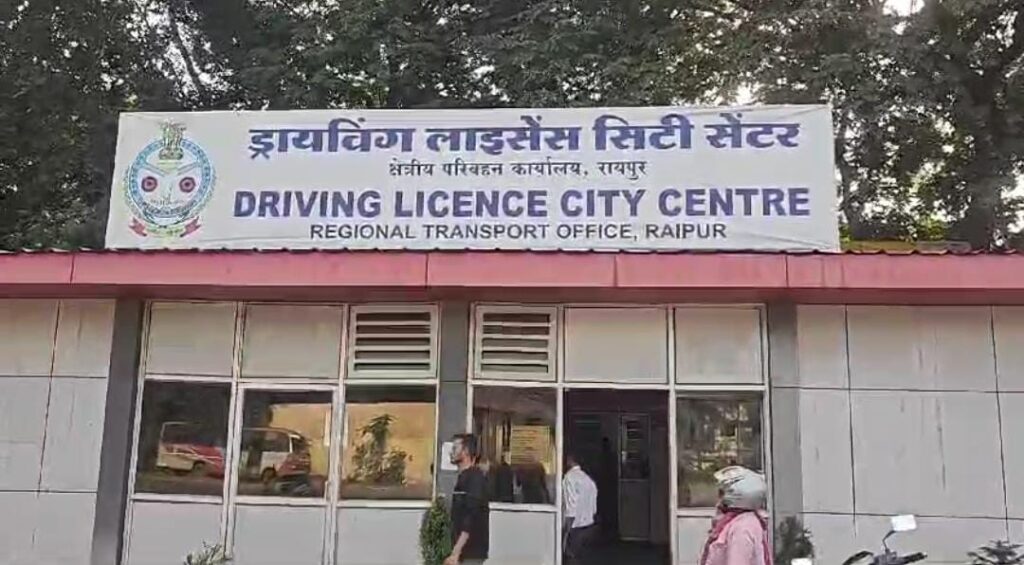 ड्रायविंग लाइसेंस सिटी सेंटर
क्षेत्रीय परिवहन कार्यालय, रायपुर
DRIVING LICENCE CITY CENTRE
REGIONAL TRANSPORT OFFICE, RAIPUR